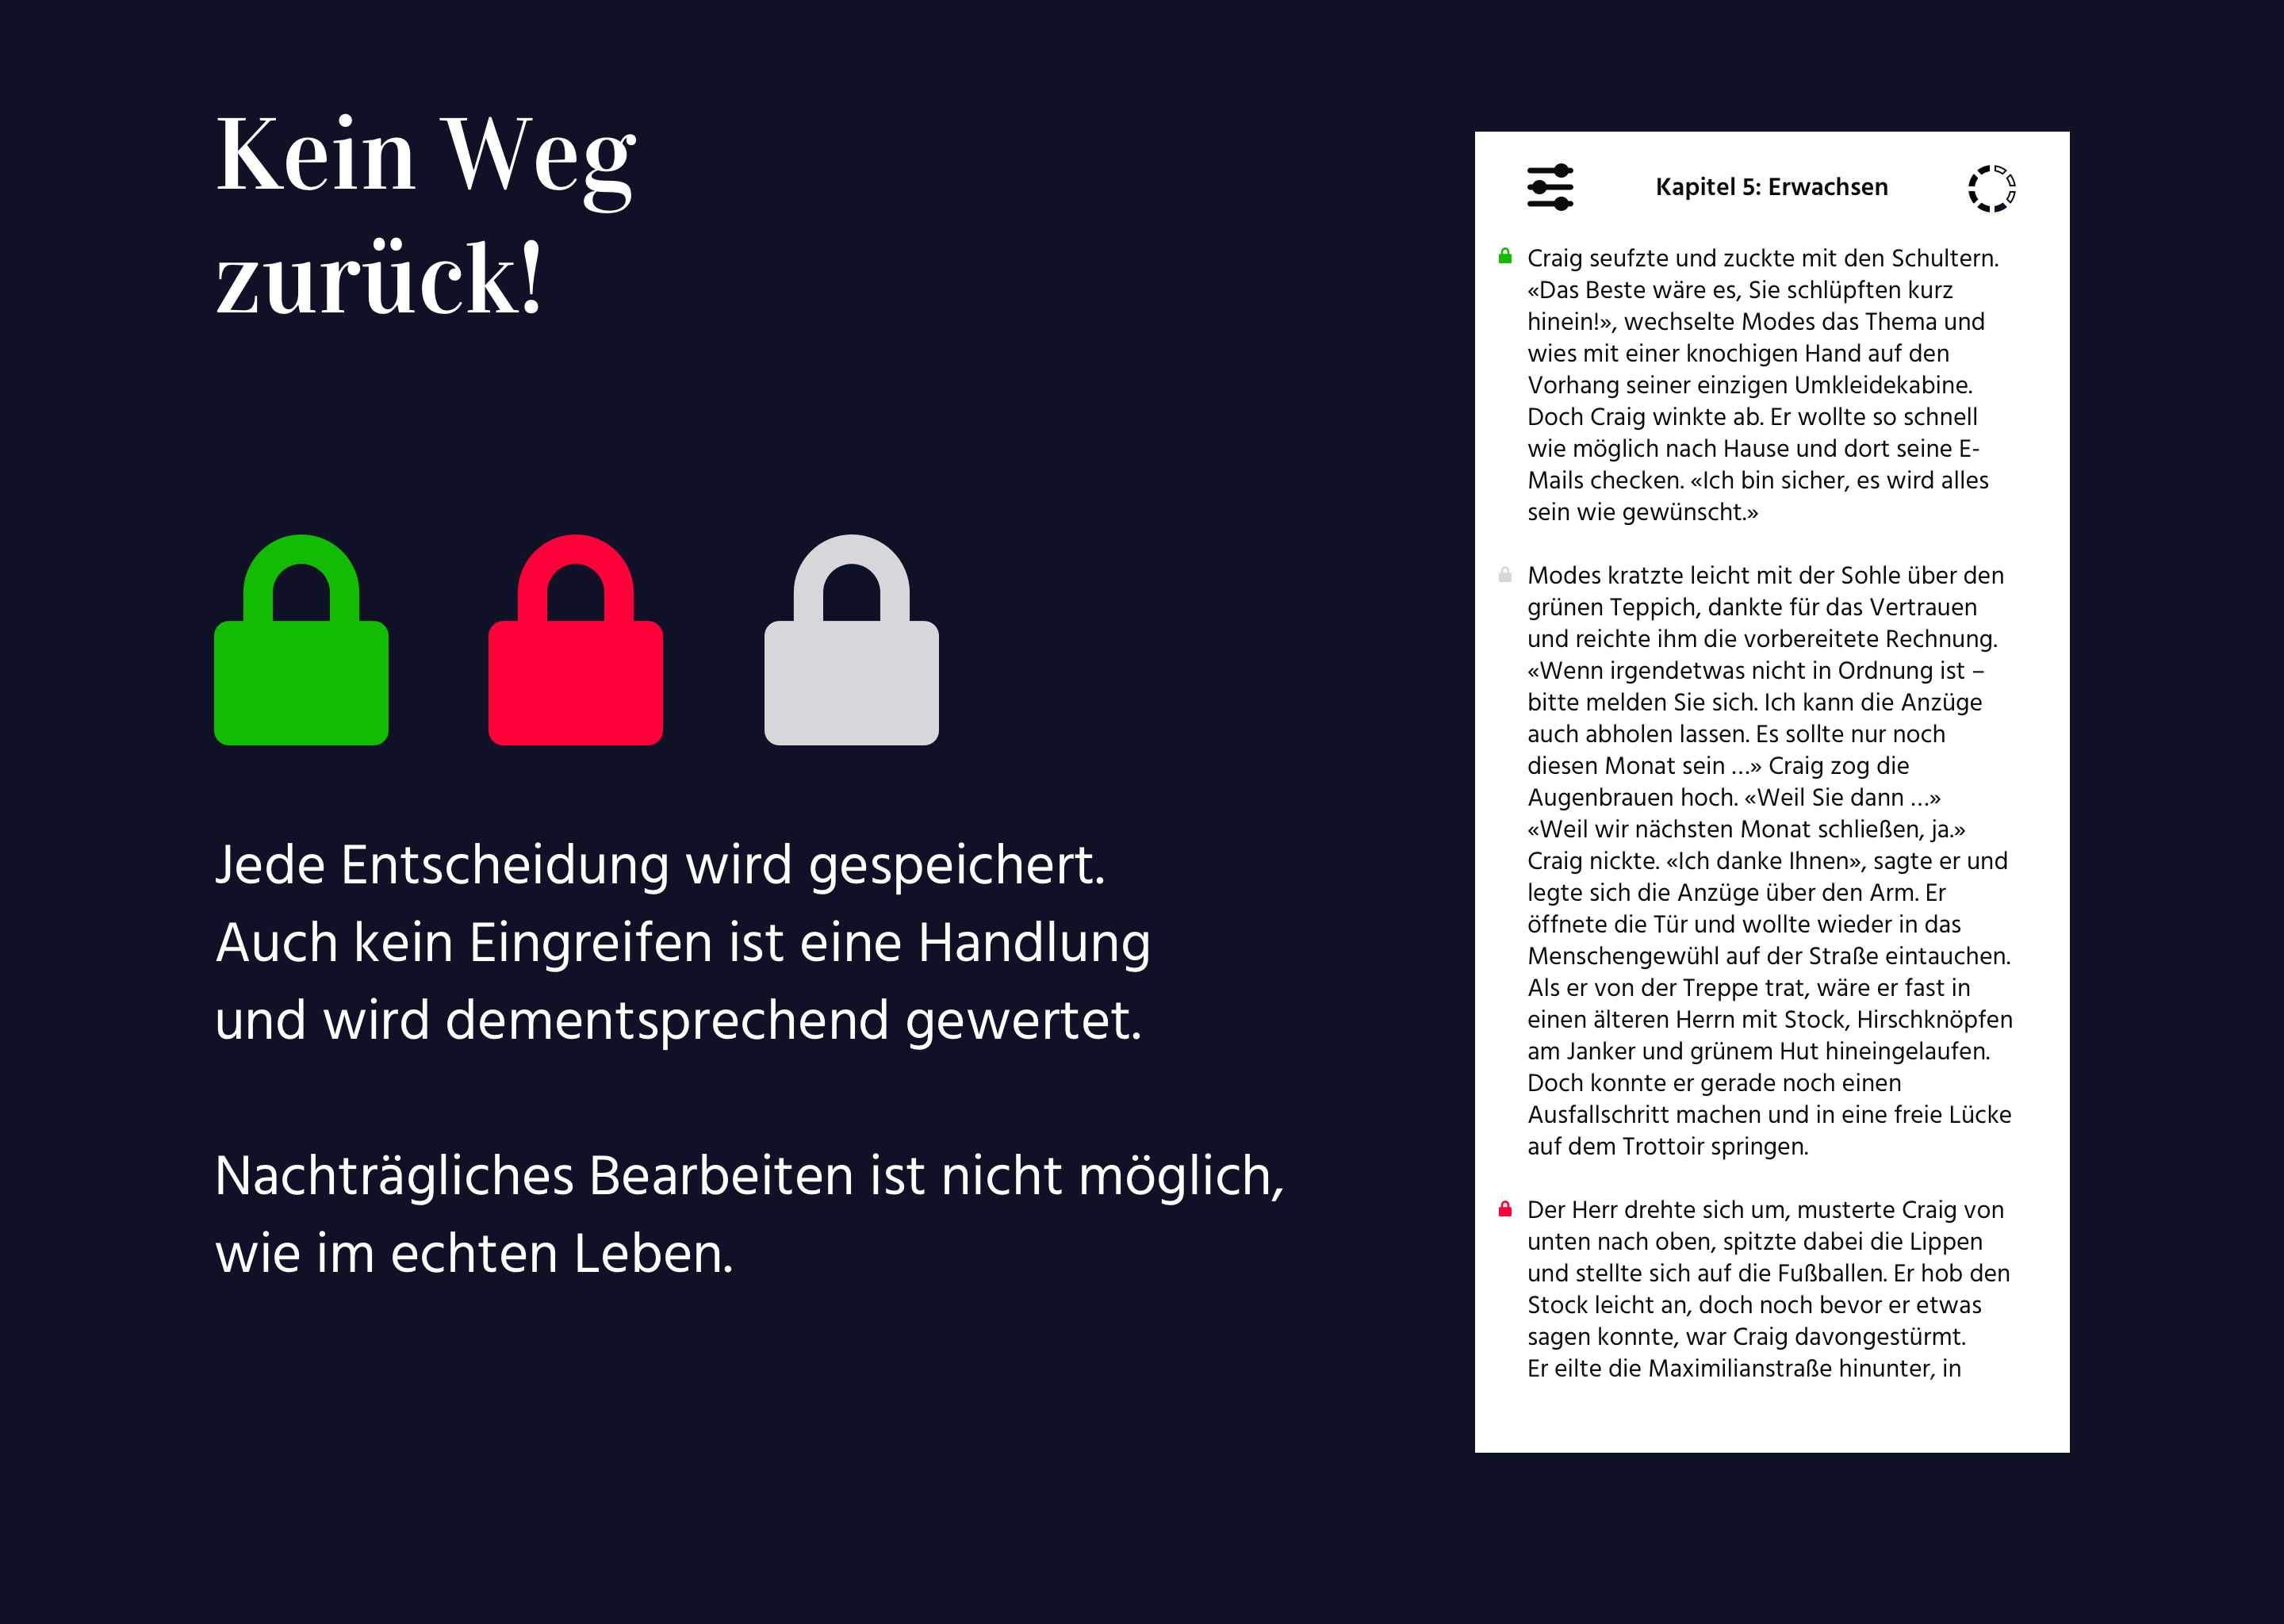 Kein Weg
zurück!
Jede Entscheidung wird gespeichert.
Auch kein Eingreifen ist eine Handlung
und wird dementsprechend gewertet.
Nachträgliches Bearbeiten ist nicht möglich,
wie im echten Leben.
Kapitel 5: Erwachsen
Craig seufzte und zuckte mit den Schultern.
«Das Beste wäre es, Sie schlüpften kurz
hinein!», wechselte Modes das Thema und
wies mit einer knochigen Hand auf den
Vorhang seiner einzigen Umkleidekabine.
Doch Craig winkte ab. Er wollte so schnell
wie möglich nach Hause und dort seine E-
Mails checken. «Ich bin sicher, es wird alles
sein wie gewünscht.»
Modes kratzte leicht mit der Sohle über den
grünen Teppich, dankte für das Vertrauen
und reichte ihm die vorbereitete Rechnung.
«Wenn irgendetwas nicht in Ordnung ist –
bitte melden Sie sich. Ich kann die Anzüge
auch abholen lassen. Es sollte nur noch
diesen Monat sein …» Craig zog die
Augenbrauen hoch. «Weil Sie dann …»
«Weil wir nächsten Monat schließen, ja.»
Craig nickte. «Ich danke Ihnen», sagte er und
legte sich die Anzüge über den Arm. Er
öffnete die Tür und wollte wieder in das
Menschengewühl auf der Straße eintauchen.
Als er von der Treppe trat, wäre er fast in
einen älteren Herrn mit Stock, Hirschknöpfen
am Janker und grünem Hut hineingelaufen.
Doch konnte er gerade noch einen
Ausfallschritt machen und in eine freie Lücke
auf dem Trottoir springen.
Der Herr drehte sich um, musterte Craig von
unten nach oben, spitzte dabei die Lippen
und stellte sich auf die Fußballen. Er hob den
Stock leicht an, doch noch bevor er etwas
sagen konnte, war Craig davongestürmt.
Er eilte die Maximilianstraße hinunter, in